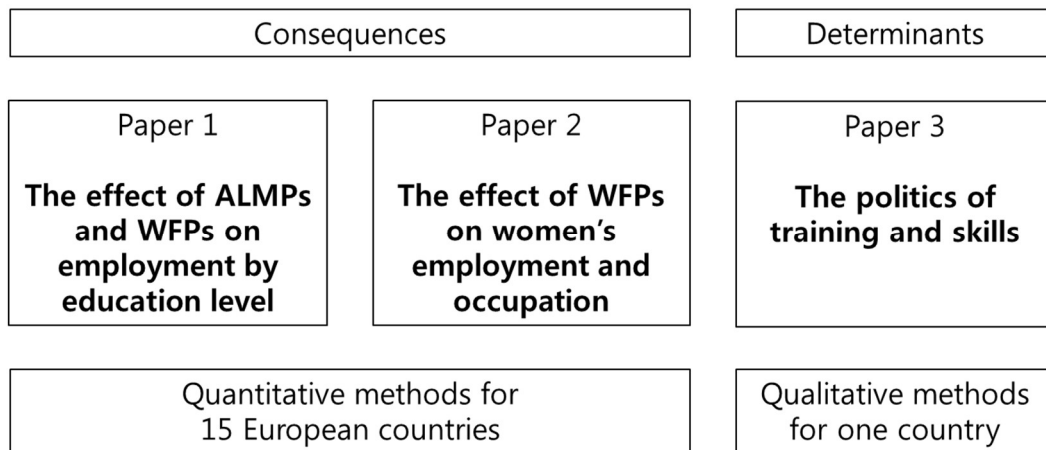 Consequences
Determinants
Paper 1
The effect of ALMPs
and WFPs on
employment by
education level
Paper 2
The effect of WFPs
on women's
employment and
occupation
Paper 3
The politics of
training and skills
Quantitative methods for
15 European countries
Qualitative methods
for one country